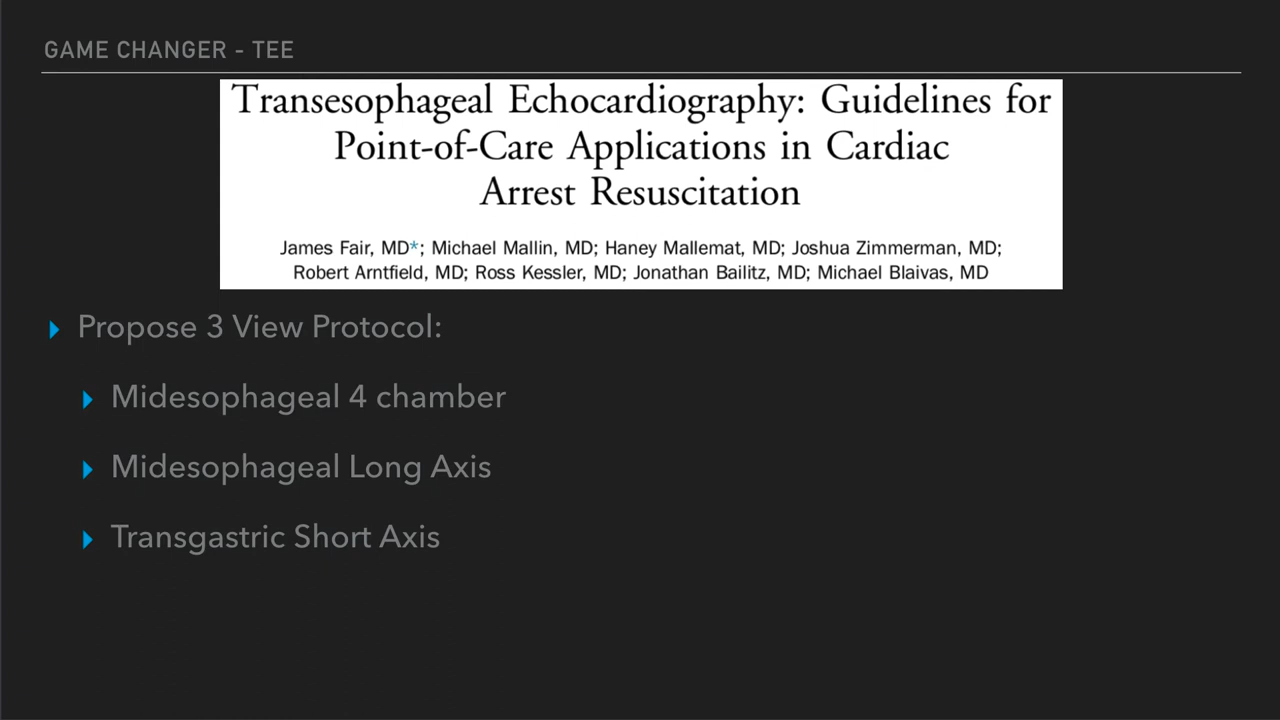 GAME CHANGER - TEE
Transesophageal Echocardiography: Guidelines for
Point-of-Care Applications in Cardiac
Arrest Resuscitation
James Fair, MD*; Michael Mallin, MD; Haney Mallemat, MD; Joshua Zimmerman, MD;
Robert Arntfield, MD; Ross Kessler, MD; Jonathan Bailitz, MD; Michael Blaivas, MD
Propose 3 View Protocol:
Midesophageal 4 chamber
Midesophageal Long Axis
Transgastric Short Axis